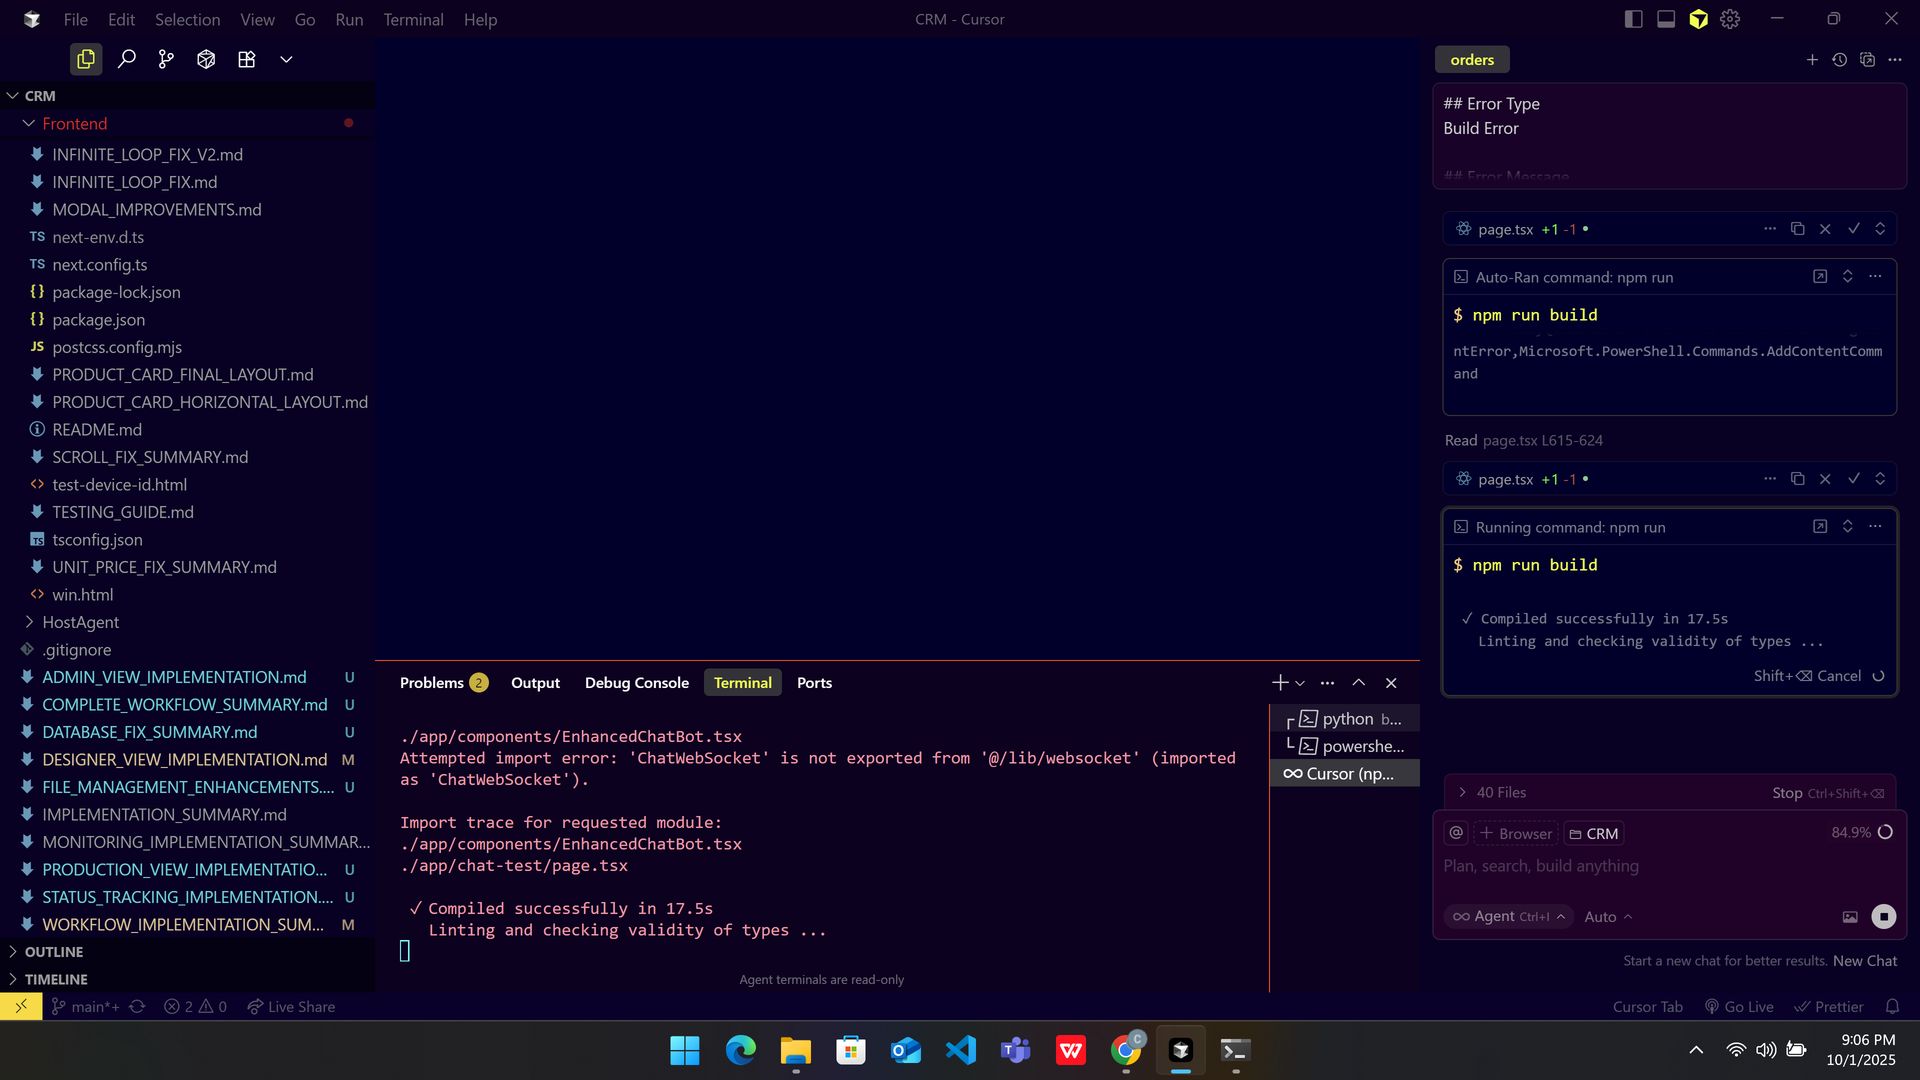 File Edit Selection View Go Run Terminal Help
CRM - Cursor
CRM
Frontend
INFINITE_LOOP_FIX_V2.md
INFINITE_LOOP_FIX.md
MODAL_IMPROVEMENTS.md
TS next-env.d.ts
TS next.config.ts
{} package-lock.json
{} package.json
JS postcss.config.mjs
PRODUCT_CARD_FINAL_LAYOUT.md
PRODUCT_CARD_HORIZONTAL_LAYOUT.md
README.md
SCROLL_FIX_SUMMARY.md
<> test-device-id.html
TESTING_GUIDE.md
TS tsconfig.json
UNIT_PRICE_FIX_SUMMARY.md
<> win.html
HostAgent
.gitignore
ADMIN_VIEW_IMPLEMENTATION.md U
COMPLETE_WORKFLOW_SUMMARY.md U
DATABASE_FIX_SUMMARY.md U
DESIGNER_VIEW_IMPLEMENTATION.md M
FILE_MANAGEMENT_ENHANCEMENTS.... U
IMPLEMENTATION_SUMMARY.md
MONITORING_IMPLEMENTATION_SUMMAR...
PRODUCTION_VIEW_IMPLEMENTATIO... U
STATUS_TRACKING_IMPLEMENTATION.... U
WORKFLOW_IMPLEMENTATION_SUM... M
OUTLINE
TIMELINE
Problems 2 Output Debug Console Terminal Ports
./app/components/EnhancedChatBot.tsx
Attempted import error: 'ChatWebSocket' is not exported from '@/lib/websocket' (imported
as 'ChatWebSocket').
Import trace for requested module:
./app/components/EnhancedChatBot.tsx
./app/chat-test/page.tsx
✓ Compiled successfully in 17.5s
Linting and checking validity of types ...
Agent terminals are read-only
python b...
powershe...
Cursor (np...
orders
## Error Type
Build Error
## Error Message
page.tsx +1 -1 •
Auto-Ran command: npm run
$ npm run build
ntError,Microsoft.PowerShell.Commands.AddContentComm
and
Read page.tsx L615-624
page.tsx +1 -1 •
Running command: npm run
$ npm run build
✓ Compiled successfully in 17.5s
Linting and checking validity of types ...
Shift+⌫ Cancel
40 Files Stop Ctrl+Shift+⌫
@ + Browser CRM 84.9%
Plan, search, build anything
∞ Agent Ctrl+I Auto
Start a new chat for better results. New Chat
main*+ 2 0 Live Share
Cursor Tab Go Live Prettier
9:06 PM
10/1/2025